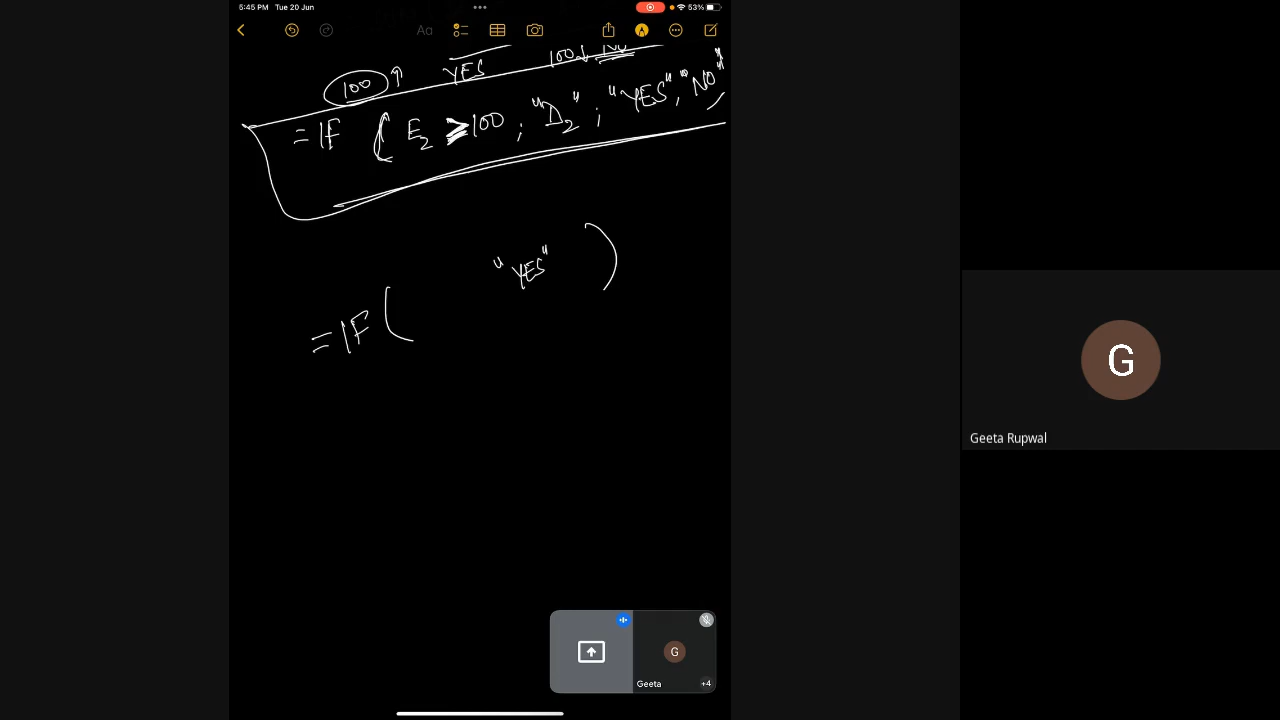 5:45 PM Tue 20 Jun
53%
Aa
100 ↑ YES 100↓ No
=IF ( E2 >100 ; "D2" ; "YES", "NO"
=IF ( "YES" )
G
Geeta Rupwal
G
Geeta +4